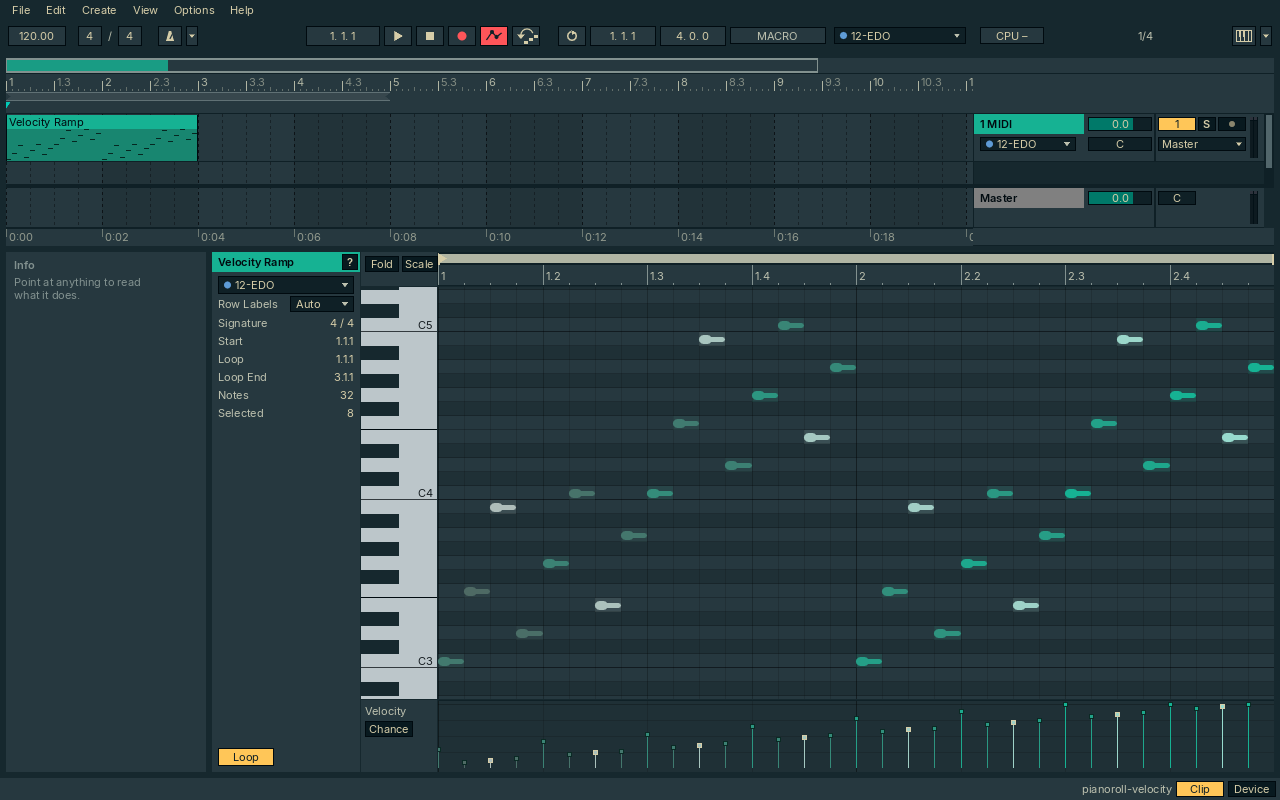 File Edit Create View Options Help
120.00 4 / 4 1. 1. 1 1. 1. 1 4. 0. 0 MACRO 12-EDO CPU – 1/4
1 1.3 2 2.3 3 3.3 4 4.3 5 5.3 6 6.3 7 7.3 8 8.3 9 9.3 10 10.3 1
Velocity Ramp
1 MIDI 0.0 1 S
12-EDO C Master
Master 0.0 C
0:00 0:02 0:04 0:06 0:08 0:10 0:12 0:14 0:16 0:18
Info
Point at anything to read
what it does.
Velocity Ramp ?
12-EDO
Row Labels Auto
Signature 4 / 4
Start 1.1.1
Loop 1.1.1
Loop End 3.1.1
Notes 32
Selected 8
Loop
Fold Scale
1 1.2 1.3 1.4 2 2.2 2.3 2.4
C5
C4
C3
Velocity
Chance
pianoroll-velocity Clip Device